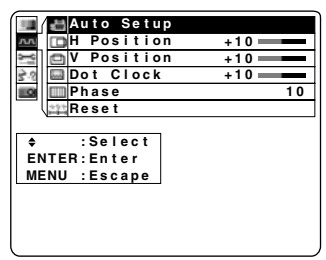 Auto Setup
H Position +10
V Position +10
Dot Clock +10
Phase 10
Reset
:Select
ENTER:Enter
MENU :Escape